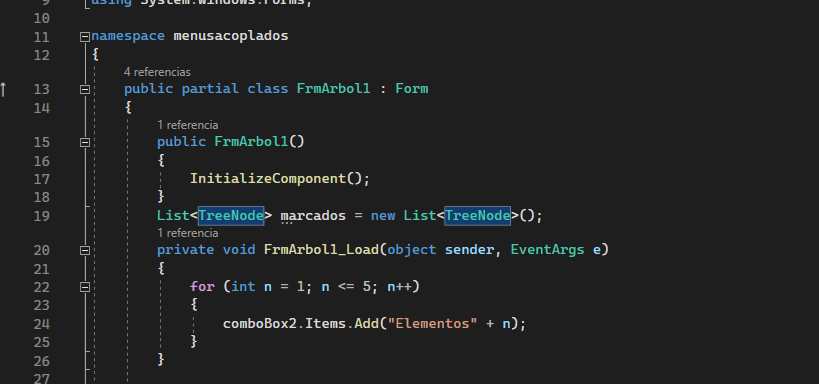 9 using System.Windows.Forms;
10
11 namespace menusacoplados
12 {
4 referencias
13 public partial class FrmArbol1 : Form
14 {
1 referencia
15 public FrmArbol1()
16 {
17 InitializeComponent();
18 }
19 List<TreeNode> marcados = new List<TreeNode>();
1 referencia
20 private void FrmArbol1_Load(object sender, EventArgs e)
21 {
22 for (int n = 1; n <= 5; n++)
23 {
24 comboBox2.Items.Add("Elementos" + n);
25 }
26 }
27